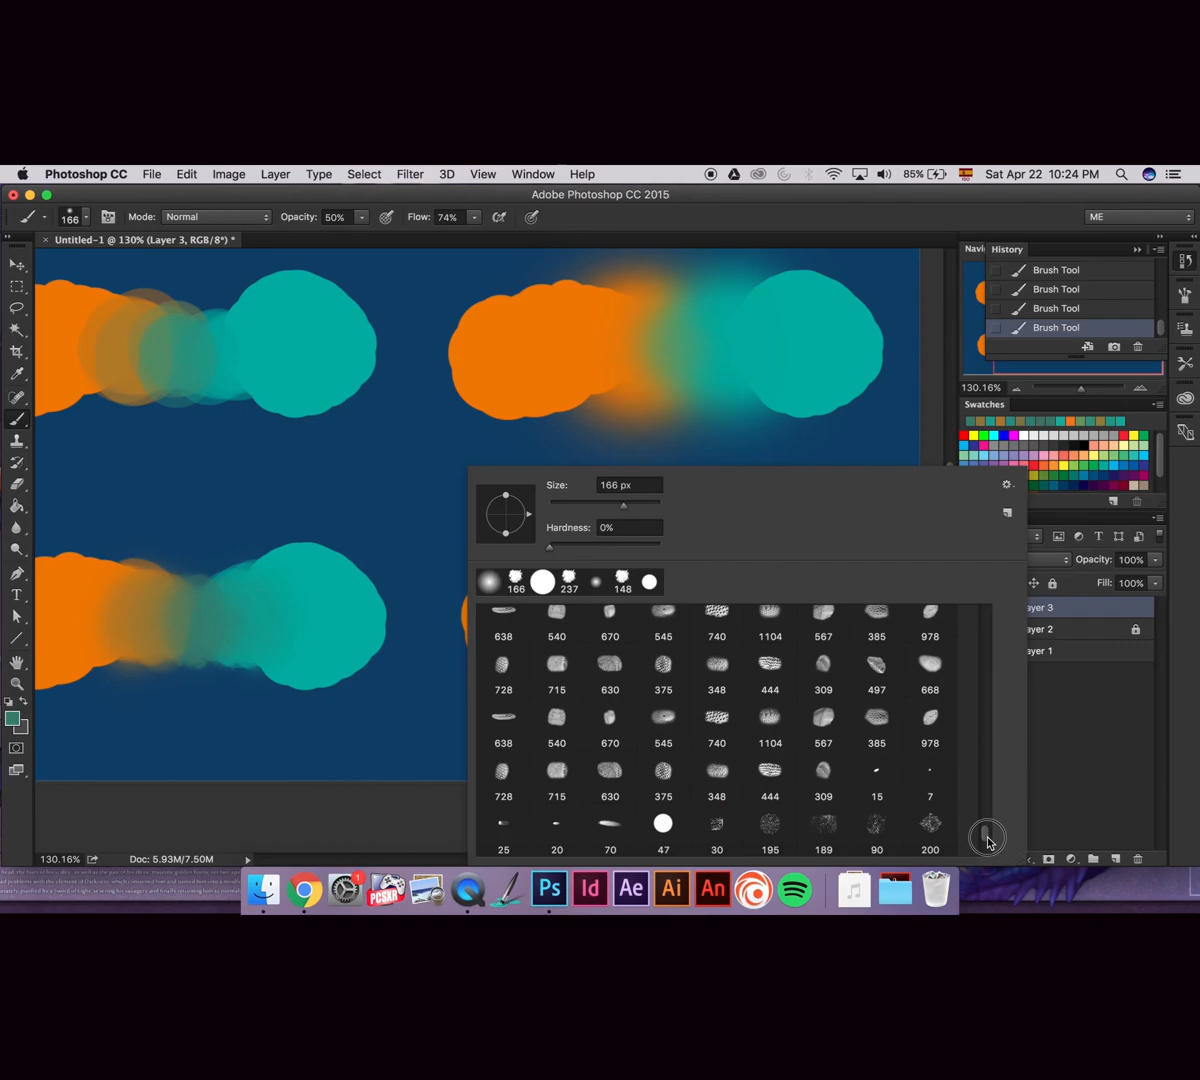 Photoshop CC File Edit Image Layer Type Select Filter 3D View Window Help 85% Sat Apr 22 10:24 PM
Adobe Photoshop CC 2015
166 Mode: Normal Opacity: 50% Flow: 74% ME
× Untitled-1 @ 130% (Layer 3, RGB/8*) *
Navi History
Brush Tool
Brush Tool
Brush Tool
Brush Tool
130.16%
Swatches
Size: 166 px
Hardness: 0%
Opacity: 100%
Fill: 100%
166 237 148
ayer 3
ayer 2
ayer 1
638 540 670 545 740 1104 567 385 978
728 715 630 375 348 444 309 497 668
638 540 670 545 740 1104 567 385 978
728 715 630 375 348 444 309 15 7
25 20 70 47 30 195 189 90 200
130.16% Doc: 5.93M/7.50M
1 PCSXR Ps Id Ae Ai An